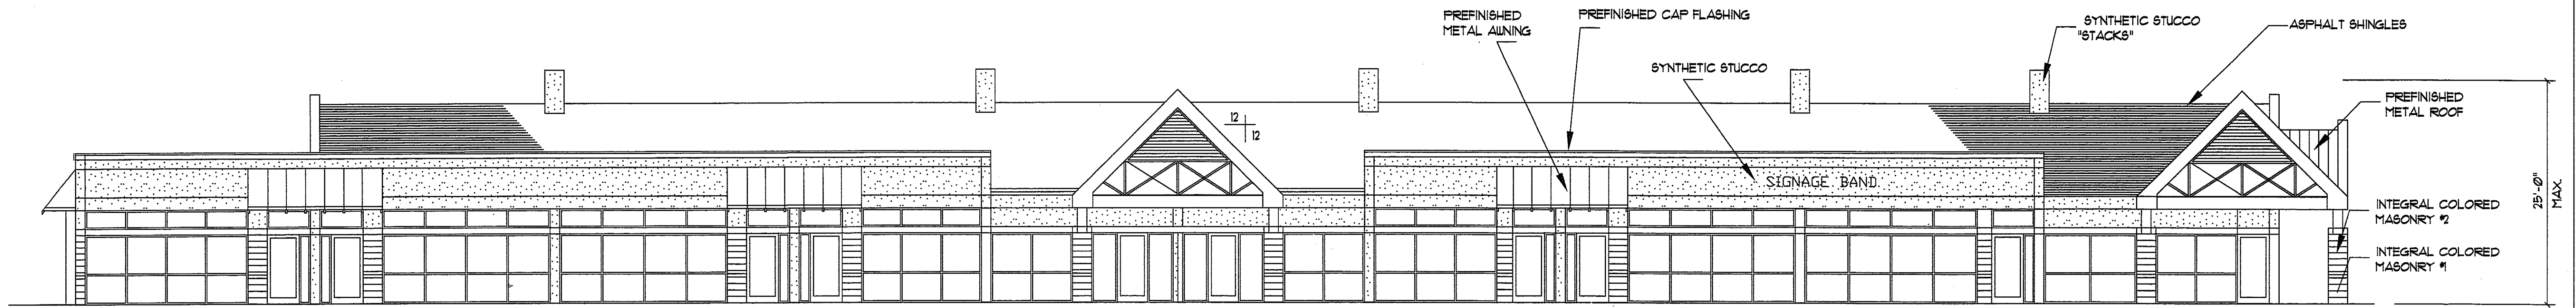 PREFINISHED
METAL AWNING
PREFINISHED CAP FLASHING
SYNTHETIC STUCCO
SYNTHETIC STUCCO
"STACKS"
ASPHALT SHINGLES
PREFINISHED
METAL ROOF
12
12
SIGNAGE BAND
25'-0"
MAX.
INTEGRAL COLORED
MASONRY #2
INTEGRAL COLORED
MASONRY #1